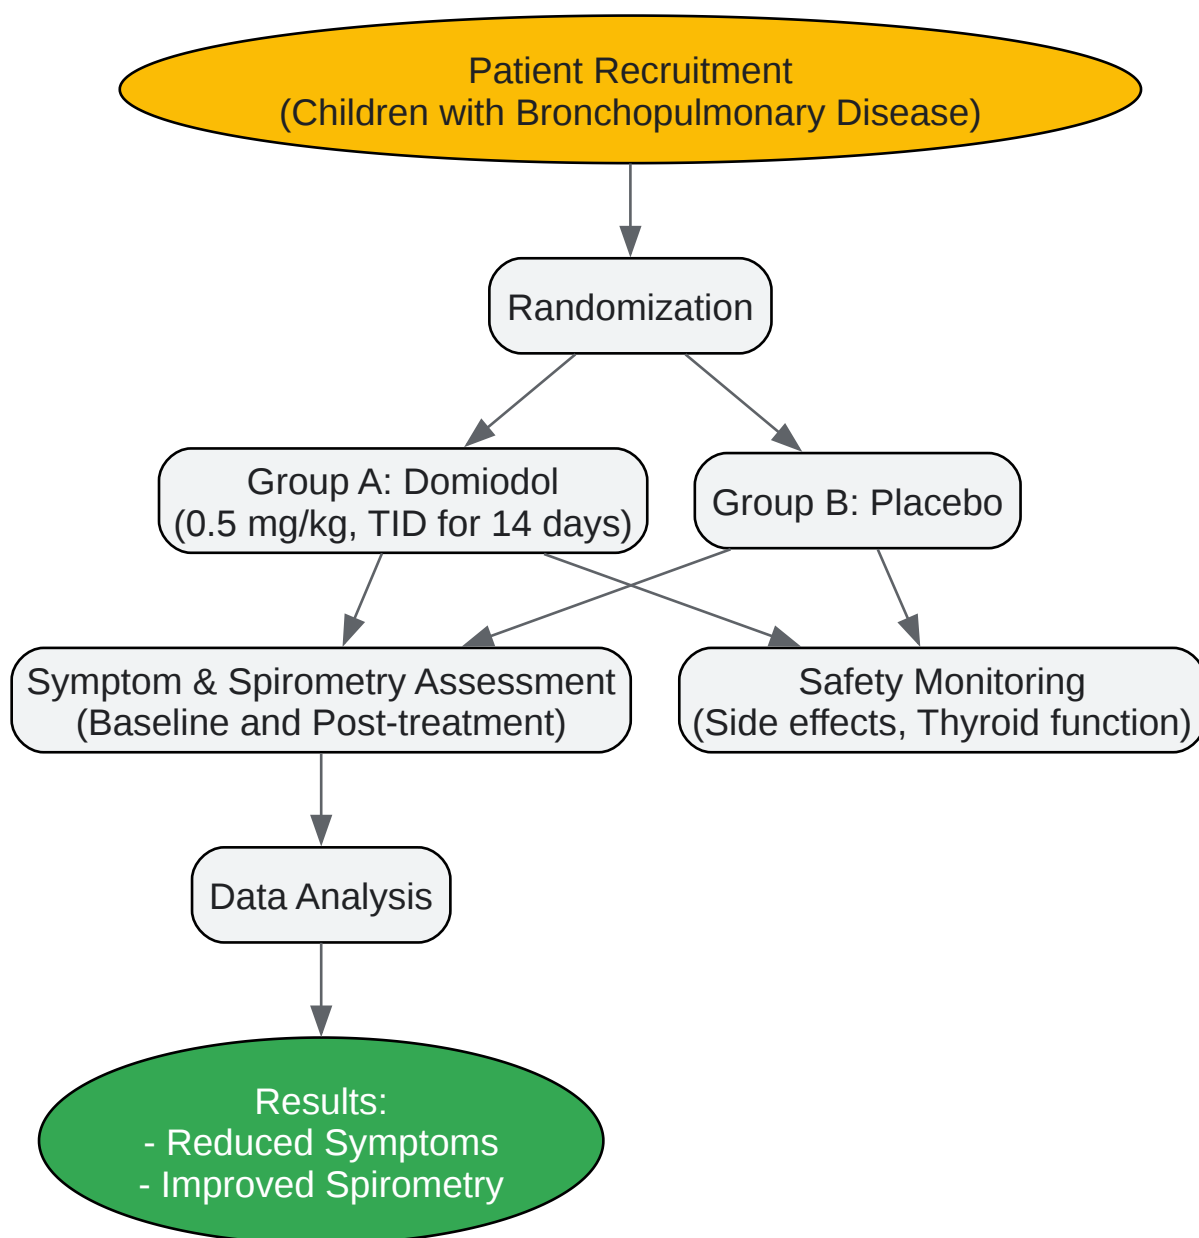 Patient Recruitment
(Children with Bronchopulmonary Disease)
Randomization
Group A: Domiodol
(0.5 mg/kg, TID for 14 days)
Group B: Placebo
Symptom & Spirometry Assessment
(Baseline and Post-treatment)
Safety Monitoring
(Side effects, Thyroid function)
Data Analysis
Results:
- Reduced Symptoms
- Improved Spirometry